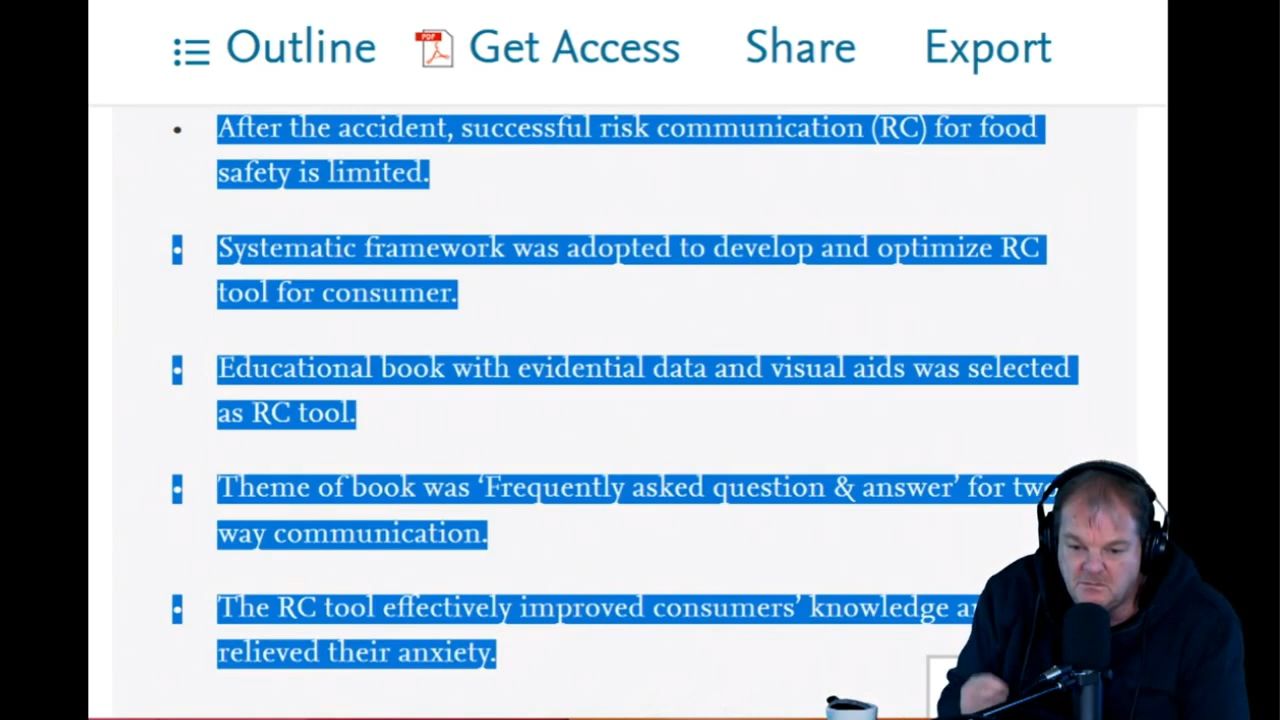 Outline Get Access Share Export
• After the accident, successful risk communication (RC) for food
safety is limited.
• Systematic framework was adopted to develop and optimize RC
tool for consumer.
• Educational book with evidential data and visual aids was selected
as RC tool.
• Theme of book was ‘Frequently asked question & answer’ for two
way communication.
• The RC tool effectively improved consumers’ knowledge
relieved their anxiety.